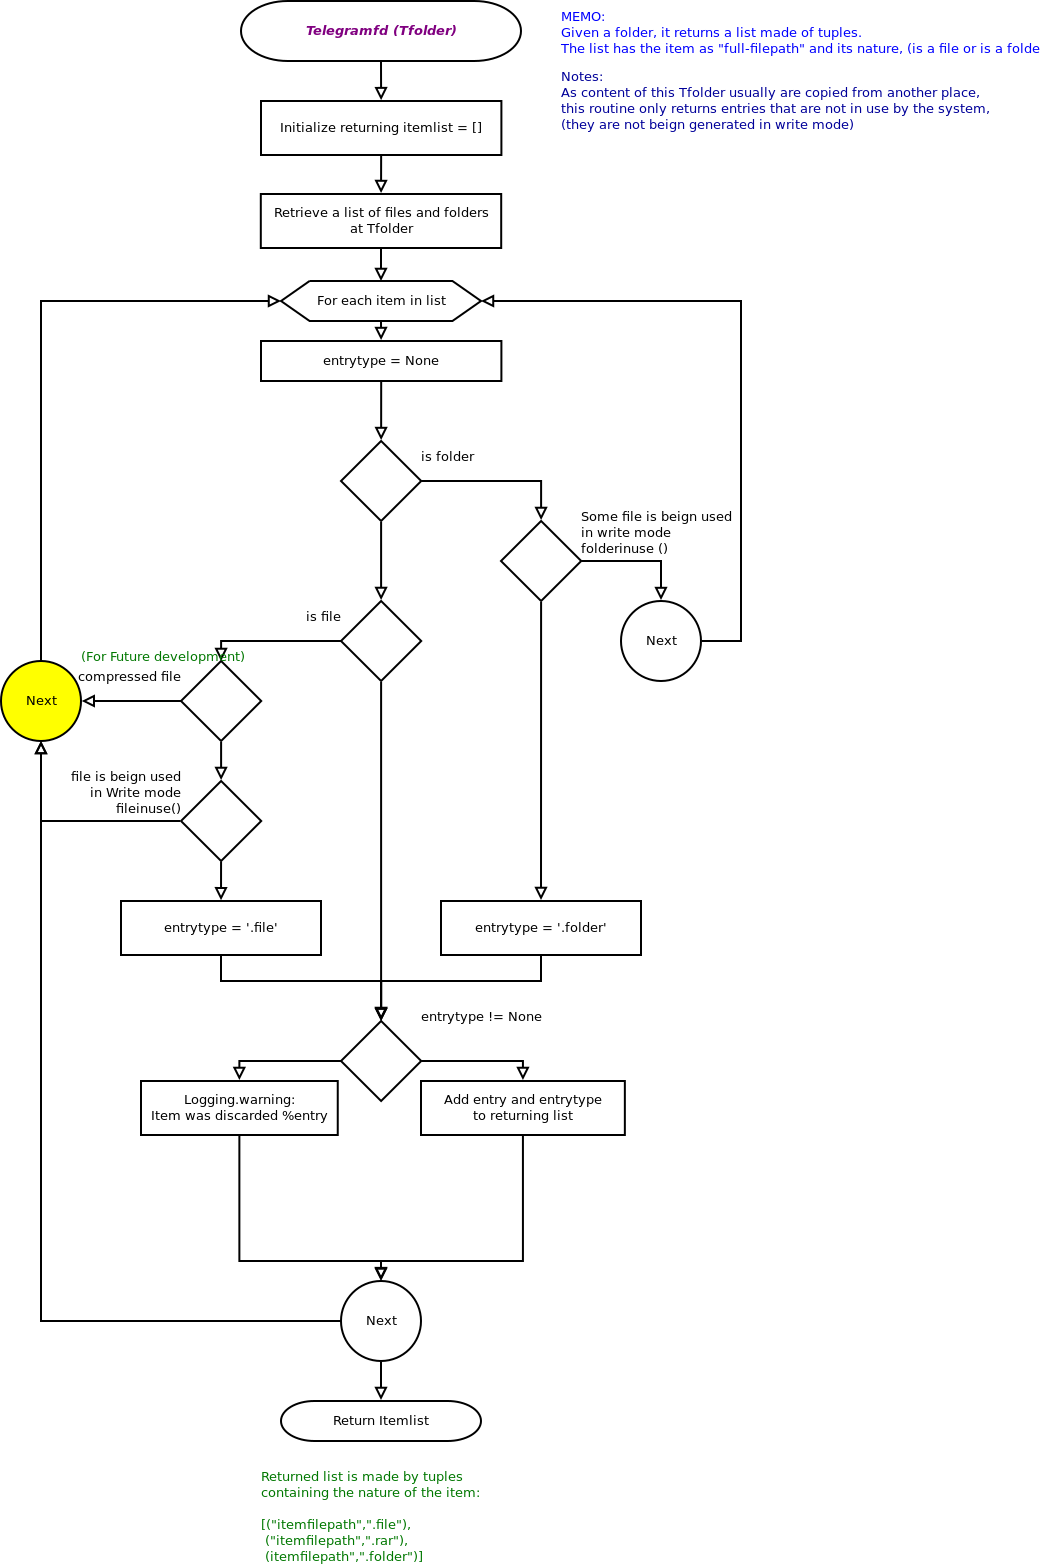 Telegramfd (Tfolder)
MEMO:
Given a folder, it returns a list made of tuples.
The list has the item as "full-filepath" and its nature, (is a file or is a folde
Notes:
As content of this Tfolder usually are copied from another place,
this routine only returns entries that are not in use by the system,
(they are not beign generated in write mode)
Initialize returning itemlist = []
Retrieve a list of files and folders
at Tfolder
For each item in list
entrytype = None
is folder
Some file is beign used
in write mode
folderinuse ()
is file
Next
(For Future development)
compressed file
Next
file is beign used
in Write mode
fileinuse()
entrytype = '.file'
entrytype = '.folder'
entrytype != None
Logging.warning:
Item was discarded %entry
Add entry and entrytype
to returning list
Next
Return Itemlist
Returned list is made by tuples
containing the nature of the item:
[("itemfilepath",".file"),
("itemfilepath",".rar"),
(itemfilepath",".folder")]